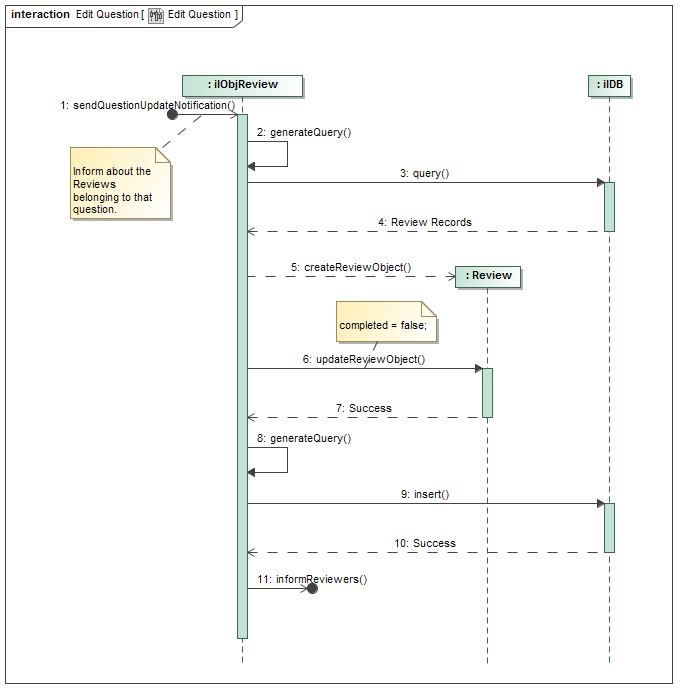 interaction Edit Question [ Edit Question ]
: ilObjReview
: ilDB
1: sendQuestionUpdateNotification()
2: generateQuery()
Inform about the
Reviews
belonging to that
question.
3: query()
4: Review Records
5: createReviewObject()
: Review
completed = false;
6: updateReviewObject()
7: Success
8: generateQuery()
9: insert()
10: Success
11: informReviewers()